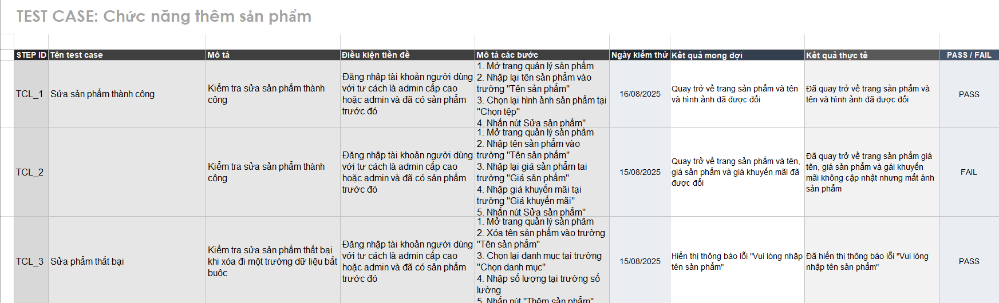 TEST CASE: Chức năng thêm sản phẩm
STEP ID Tên test case Mô tả Điều kiện tiền đề Mô tả các bước Ngày kiểm thử Kết quả mong đợi Kết quả thực tế PASS / FAIL
TCL_1
Sửa sản phẩm thành công
Kiểm tra sửa sản phẩm thành
công
Đăng nhập tài khoản người dùng
với tư cách là admin cấp cao
hoặc admin và đã có sản phẩm
trước đó
1. Mở trang quản lý sản phẩm
2. Nhập lại tên sản phẩm vào
trường "Tên sản phẩm"
3. Chọn lại hình ảnh sản phẩm tại
"Chọn tệp"
4. Nhấn nút Sửa sản phẩm"
16/08/2025
Quay trở về trang sản phẩm và tên
và hình ảnh đã được đổi
Đã quay trở về trang sản phẩm và
tên và hình ảnh đã được đổi
PASS
TCL_2
Kiểm tra sửa sản phẩm thành
công
Đăng nhập tài khoản người dùng
với tư cách là admin cấp cao
hoặc admin và đã có sản phẩm
trước đó
1. Mở trang quản lý sản phẩm
2. Nhập tên sản phẩm vào
trường "Tên sản phẩm"
3. Nhập lại giá sản phẩm tai
trường "Giá sản phẩm"
4. Nhập giá khuyến mãi tại
trường "Giá khuyến mãi"
5. Nhấn nút Sửa sản phẩm"
15/08/2025
Quay trở về trang sản phẩm và tên,
giá sản phẩm và giá khuyến mãi đã
được đổi
Đã quay trở về trang sản phẩm giá
tên, giá sản phẩm và gái khuyến
mãi không cập nhật nhưng mất ảnh
sản phẩm
FAIL
TCL_3
Sửa phẩm thất bại
Kiểm tra sửa sản phẩm thất bại
khi xóa đi một trường dữ liệu bắt
buộc
Đăng nhập tài khoản người dùng
với tư cách là admin cấp cao
hoặc admin và đã có sản phẩm
trước đó
1. Mở trang quản lý sản phẩm
2. Xóa tên sản phẩm vào trường
"Tên sản phẩm"
3. Chọn lại danh mục tại trường
"Chọn danh mục"
4. Nhập số lượng tại trường số
lường
5. Nhấn nút "Thêm sản phẩm"
15/08/2025
Hiển thị thông báo lỗi "Vui lòng nhập
tên sản phẩm"
Đã hiển thị thông báo lỗi "Vui lòng
nhập tên sản phẩm"
PASS